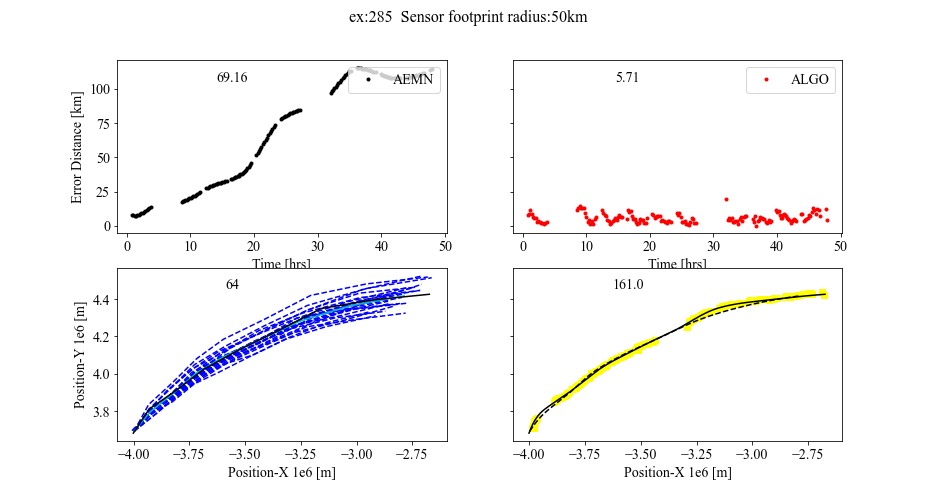 ex:285 Sensor footprint radius:50km
69.16
AEMN
5.71
ALGO
Error Distance [km]
100
75
50
25
0
0 10 20 30 40 50
0 10 20 30 40 50
Time [hrs]
Time [hrs]
64
161.0
Position-Y 1e6 [m]
4.4
4.2
4.0
3.8
−4.00 −3.75 −3.50 −3.25 −3.00 −2.75
−4.00 −3.75 −3.50 −3.25 −3.00 −2.75
Position-X 1e6 [m]
Position-X 1e6 [m]